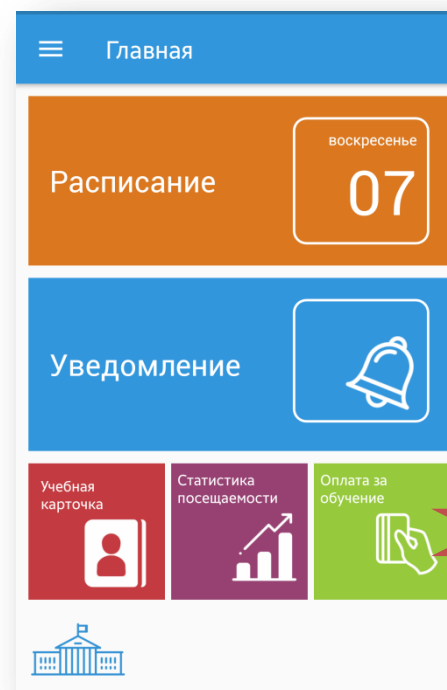 Главная
Расписание
воскресенье
07
Уведомление
Учебная
карточка
Статистика
посещаемости
Оплата за
обучение